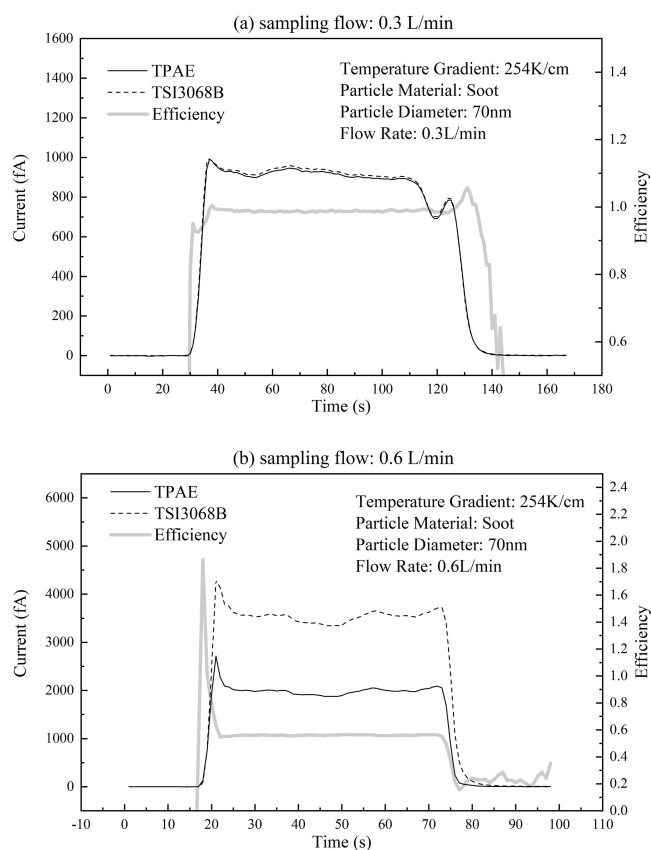 (a) sampling flow: 0.3 L/min
1600
1400
1200
1000
800
600
400
200
0
Current (fA)
TPAE
TSI3068B
Efficiency
Temperature Gradient: 254K/cm
Particle Material: Soot
Particle Diameter: 70nm
Flow Rate: 0.3L/min
1.4
1.2
1.0
0.8
0.6
Efficiency
0 20 40 60 80 100 120 140 160 180
Time (s)
(b) sampling flow: 0.6 L/min
6000
5000
4000
3000
2000
1000
0
Current (fA)
TPAE
TSI3068B
Efficiency
Temperature Gradient: 254K/cm
Particle Material: Soot
Particle Diameter: 70nm
Flow Rate: 0.6L/min
2.4
2.2
2.0
1.8
1.6
1.4
1.2
1.0
0.8
0.6
0.4
0.2
0.0
Efficiency
-10 0 10 20 30 40 50 60 70 80 90 100 110
Time (s)